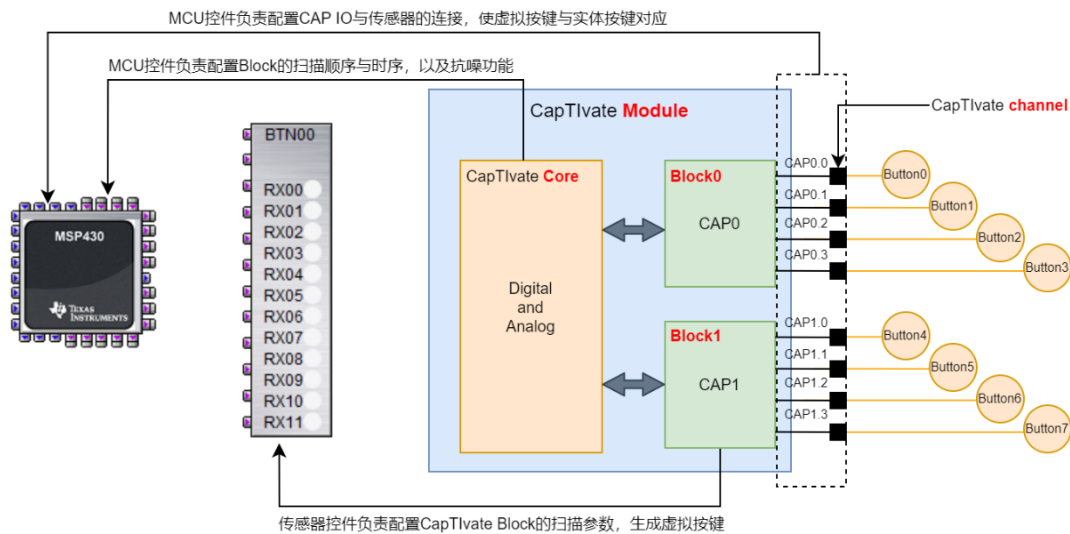 MCU控件负责配置CAP IO与传感器的连接，使虚拟按键与实体按键对应
MCU控件负责配置Block的扫描顺序与时序，以及抗噪功能
CapTIvate Module
CapTIvate channel
BTN00
RX00
RX01
RX02
RX03
RX04
RX05
RX06
RX07
RX08
RX09
RX10
RX11
MSP430
TEXAS
INSTRUMENTS
CapTIvate Core
Digital
and
Analog
Block0
CAP0
CAP0.0
CAP0.1
CAP0.2
CAP0.3
Button0
Button1
Button2
Button3
Block1
CAP1
CAP1.0
CAP1.1
CAP1.2
CAP1.3
Button4
Button5
Button6
Button7
传感器控件负责配置CapTIvate Block的扫描参数，生成虚拟按键